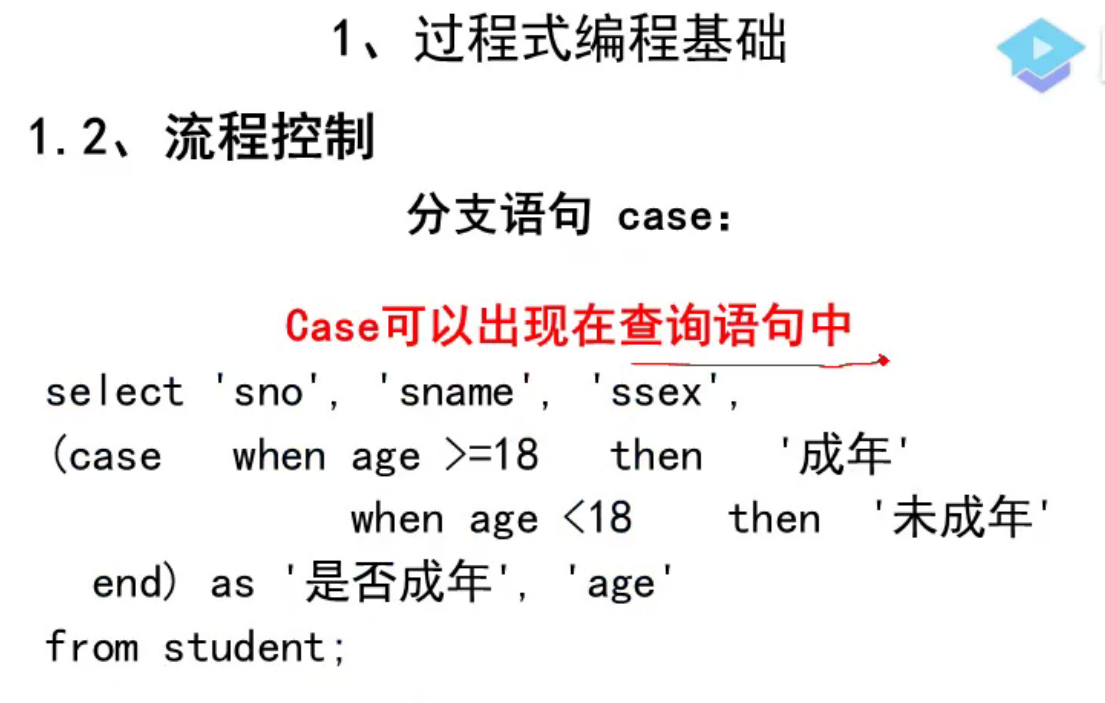 1、过程式编程基础
1.2、流程控制
分支语句 case:
Case可以出现在查询语句中
select 'sno', 'sname', 'ssex',
(case when age >=18 then '成年'
when age <18 then '未成年'
end) as '是否成年', 'age'
from student;